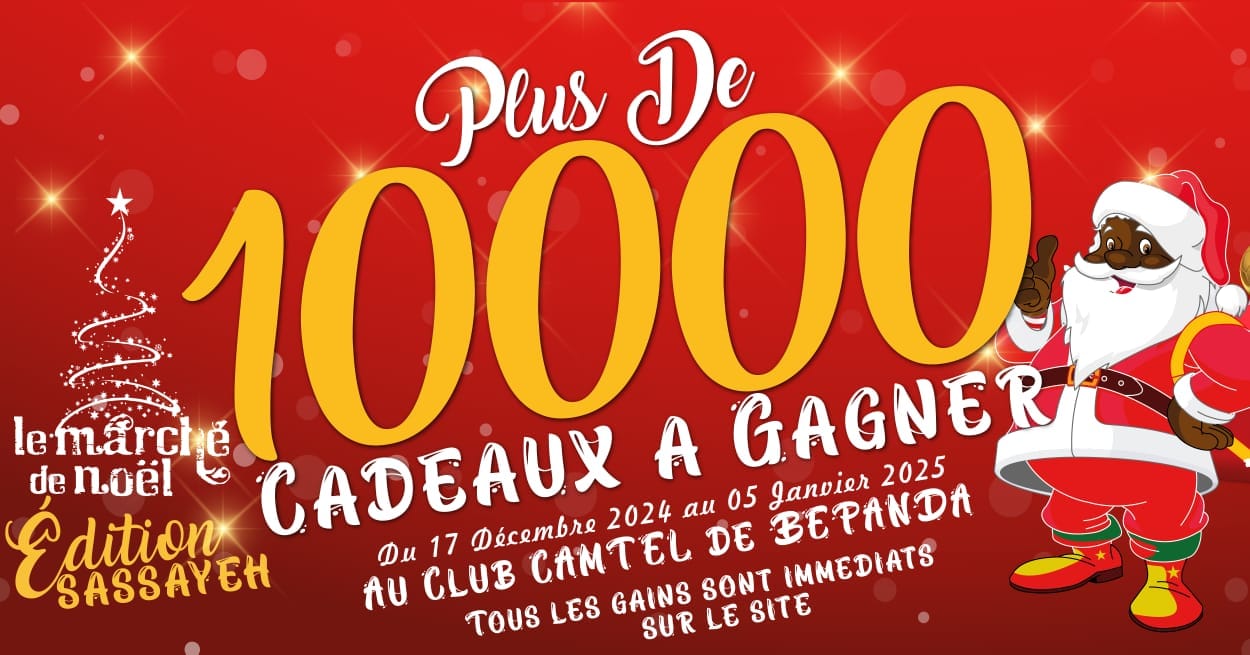 Plus De
10000
CADEAUX A GAGNER
Du 17 Décembre 2024 au 05 Janvier 2025
AU CLUB CAMTEL DE BEPANDA
TOUS LES GAINS SONT IMMEDIATS
SUR LE SITE
le marché
de noël
Édition
SASSAYEH